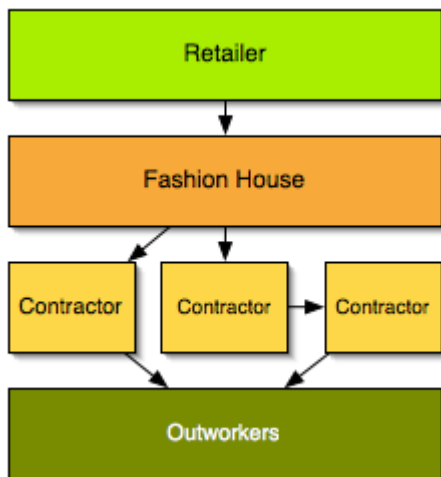 Retailer
Fashion House
Contractor
Contractor
Contractor
Outworkers